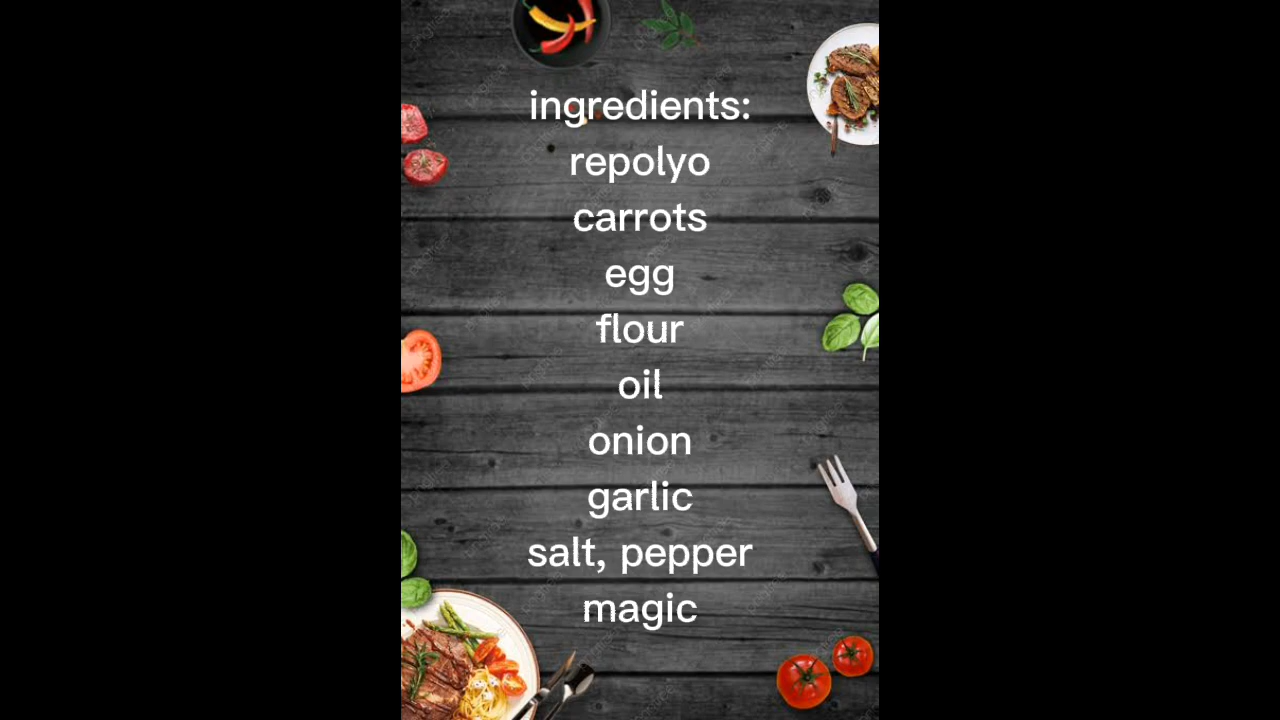 ingredients:
repolyo
carrots
egg
flour
oil
onion
garlic
salt, pepper
magic